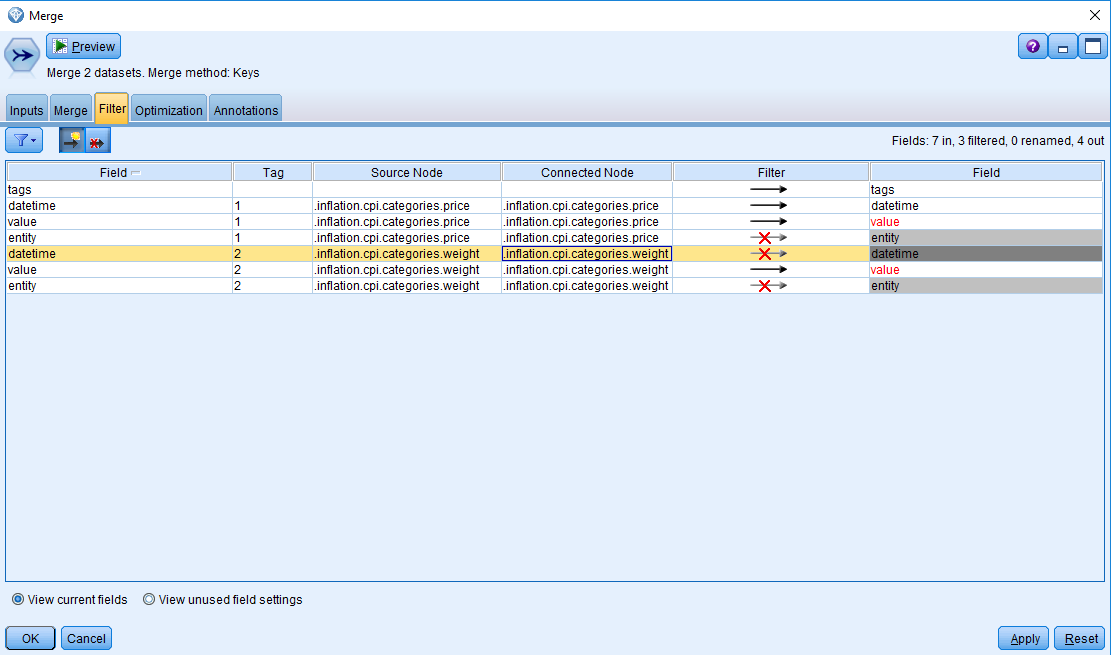 Merge
Preview
Merge 2 datasets. Merge method: Keys
Inputs Merge Filter Optimization Annotations
Fields: 7 in, 3 filtered, 0 renamed, 4 out
Field Tag Source Node Connected Node Filter Field
tags tags
datetime 1 .inflation.cpi.categories.price .inflation.cpi.categories.price datetime
value 1 .inflation.cpi.categories.price .inflation.cpi.categories.price value
entity 1 .inflation.cpi.categories.price .inflation.cpi.categories.price entity
datetime 2 .inflation.cpi.categories.weight .inflation.cpi.categories.weight datetime
value 2 .inflation.cpi.categories.weight .inflation.cpi.categories.weight value
entity 2 .inflation.cpi.categories.weight .inflation.cpi.categories.weight entity
View current fields View unused field settings
OK Cancel Apply Reset